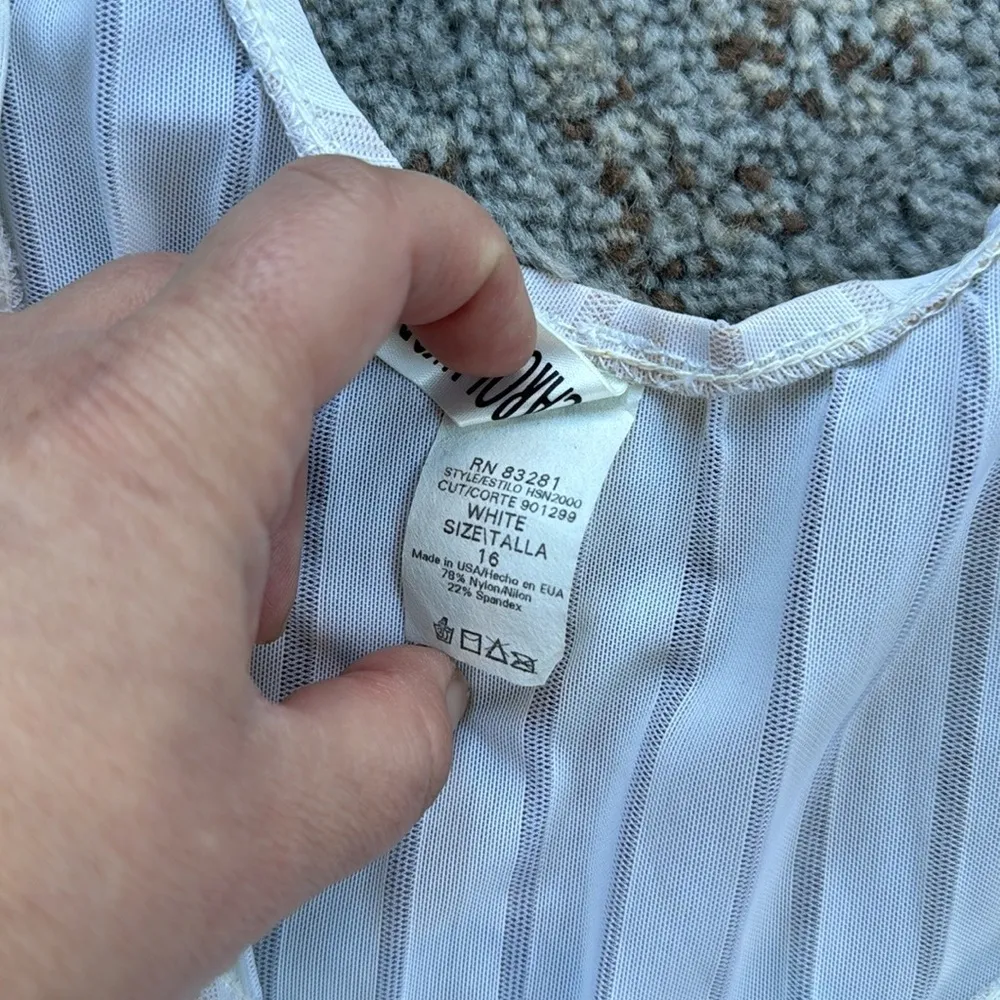 RN 83281
STYLE/ESTILO HSN2000
CUT/CORTE 901299
WHITE
SIZE\TALLA
16
Made in USA/Hecho en EUA
78% Nylon/Nilon
22% Spandex